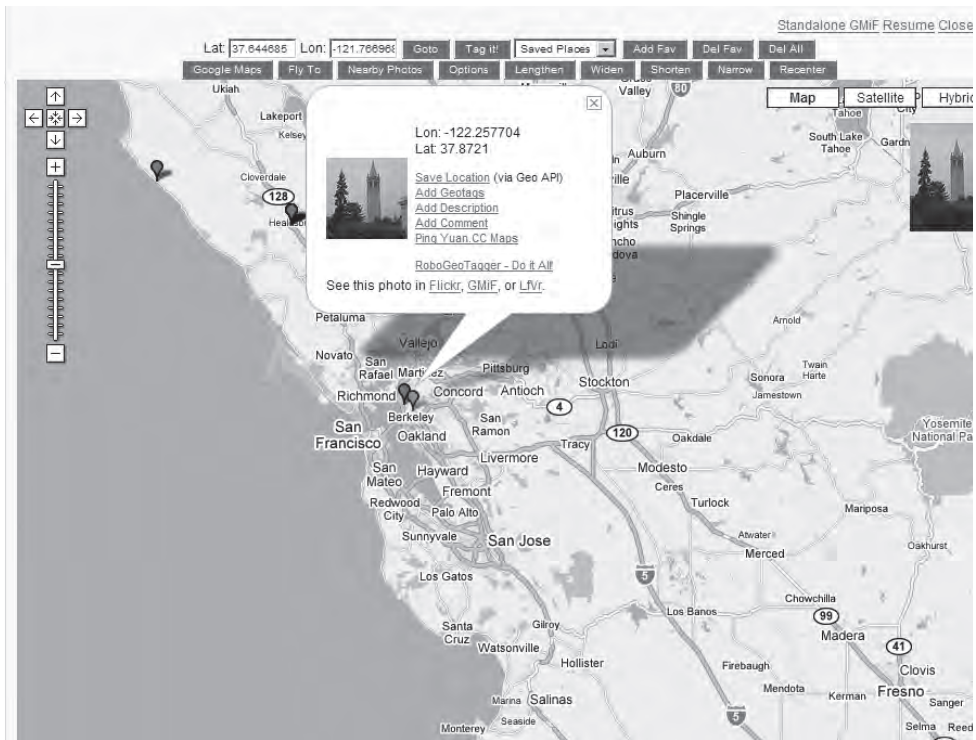 Standalone GMiF Resume Close
Lat: 37.644685 Lon: -121.766968 Goto Tag it! Saved Places Add Fav Del Fav Del All
Google Maps Fly To Nearby Photos Options Lengthen Widen Shorten Narrow Recenter
Map Satellite Hybrid
Ukiah
Lakeport
Kelsey
Cloverdale
128
Lon: -122.257704
Lat: 37.8721
Save Location (via Geo API)
Add Geotags
Add Description
Add Comment
Ping Yuan.CC Maps
RoboGeoTagger - Do it All!
See this photo in Flickr, GMiF, or LfVr.
Grass
Valley
80
Tahoe
South Lake
Tahoe
Auburn
Placerville
Shingle
Springs
Petaluma
Vallejo
Lodi
Arnold
Novato
San
Rafael
Martinez
Pittsburg
Twain
Harte
Sonora
Jamestown
Richmond
Concord
Antioch
Stockton
4
Berkeley
San
Francisco
Oakland
San
Ramon
120
Tracy
Oakdale
Yosemite
Livermore
San
Mateo
Hayward
Modesto
Fremont
Ceres
Redwood
City
Palo Alto
Turlock
Mariposa
Sunnyvale
San Jose
Atwater
Merced
Oakhurst
Los Gatos
5
Chowchilla
Los Banos
99
Madera
Santa
Cruz
Gilroy
41
Watsonville
Hollister
Firebaugh
Clovis
Mendota
Kerman
Fresno
Sanger
Marina
Salinas
Seaside
Monterey
5
Selma